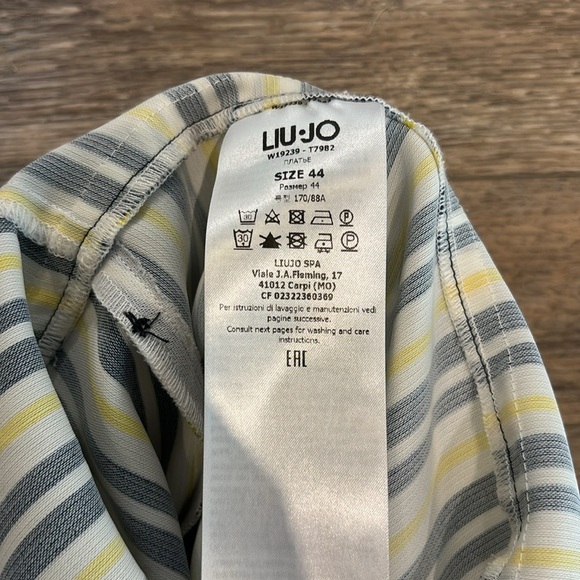 LIU·JO
W19239 - T7982
ПЛАТЬЕ
SIZE 44
Размер 44
170/88A
30
30
LIUJO SPA
Viale J.A.Fleming, 17
41012 Carpi (MO)
CF 02322360369
Per istruzioni di lavaggio e manutenzioni vedi
pagine successive.
Consult next pages for washing and care
instructions.
EAC